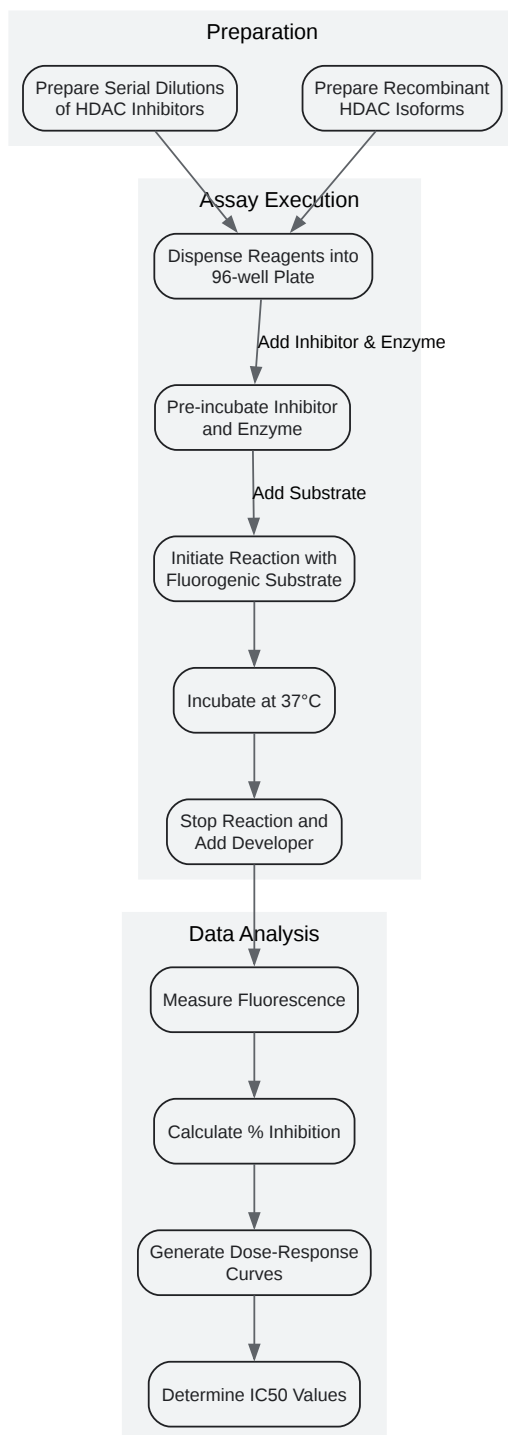 Preparation
Prepare Serial Dilutions
of HDAC Inhibitors
Prepare Recombinant
HDAC Isoforms
Assay Execution
Dispense Reagents into
96-well Plate
Add Inhibitor & Enzyme
Pre-incubate Inhibitor
and Enzyme
Add Substrate
Initiate Reaction with
Fluorogenic Substrate
Incubate at 37°C
Stop Reaction and
Add Developer
Data Analysis
Measure Fluorescence
Calculate % Inhibition
Generate Dose-Response
Curves
Determine IC50 Values